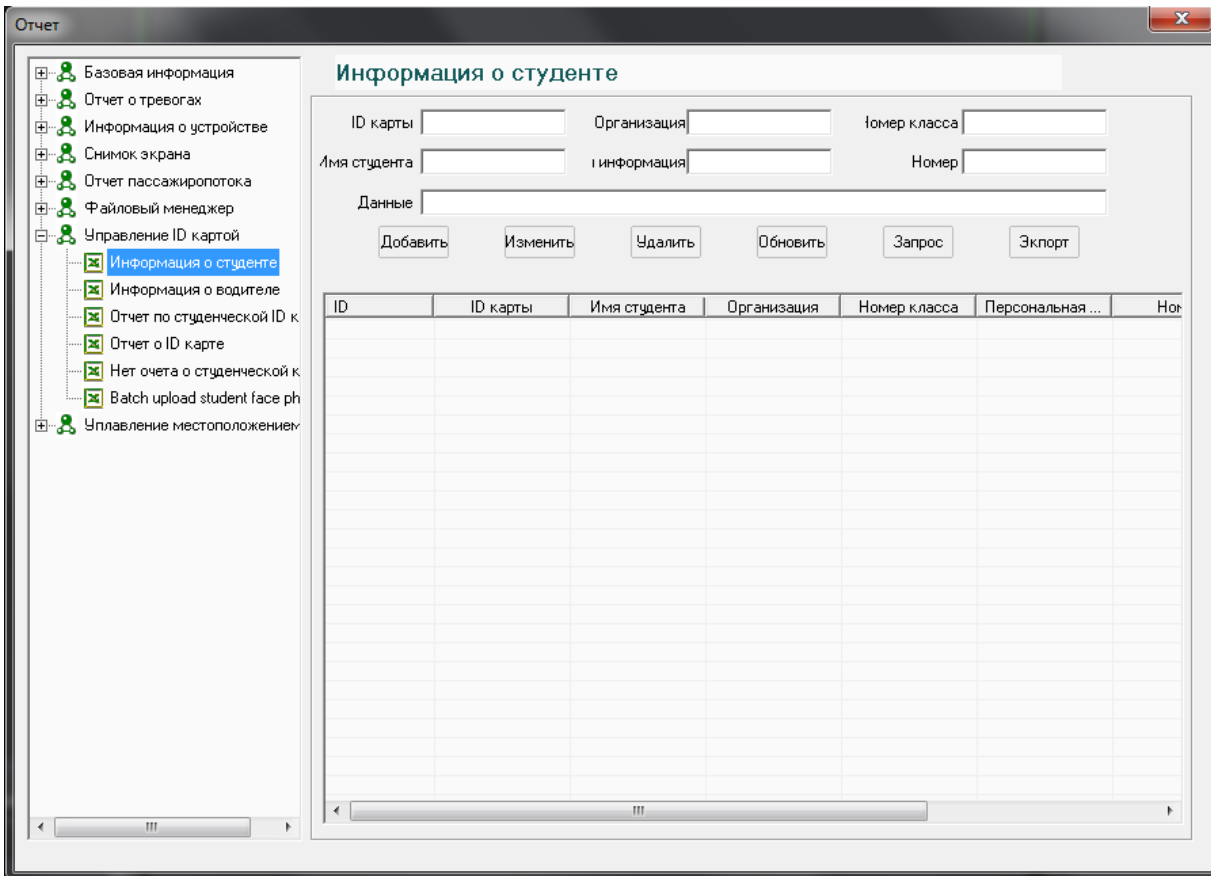 Отчет
Базовая информация
Отчет о тревогах
Информация о устройстве
Снимок экрана
Отчет пассажиропотока
Файловый менеджер
Управление ID картой
Информация о студенте
Информация о водителе
Отчет по студенческой ID к
Отчет о ID карте
Нет очета о студенческой к
Batch upload student face ph
Уплавление местоположением
Информация о студенте
ID карты Организация Номер класса
Имя студента информация Номер
Данные
Добавить Изменить Удалить Обновить Запрос Экпорт
ID ID карты Имя студента Организация Номер класса Персональная ... Ном